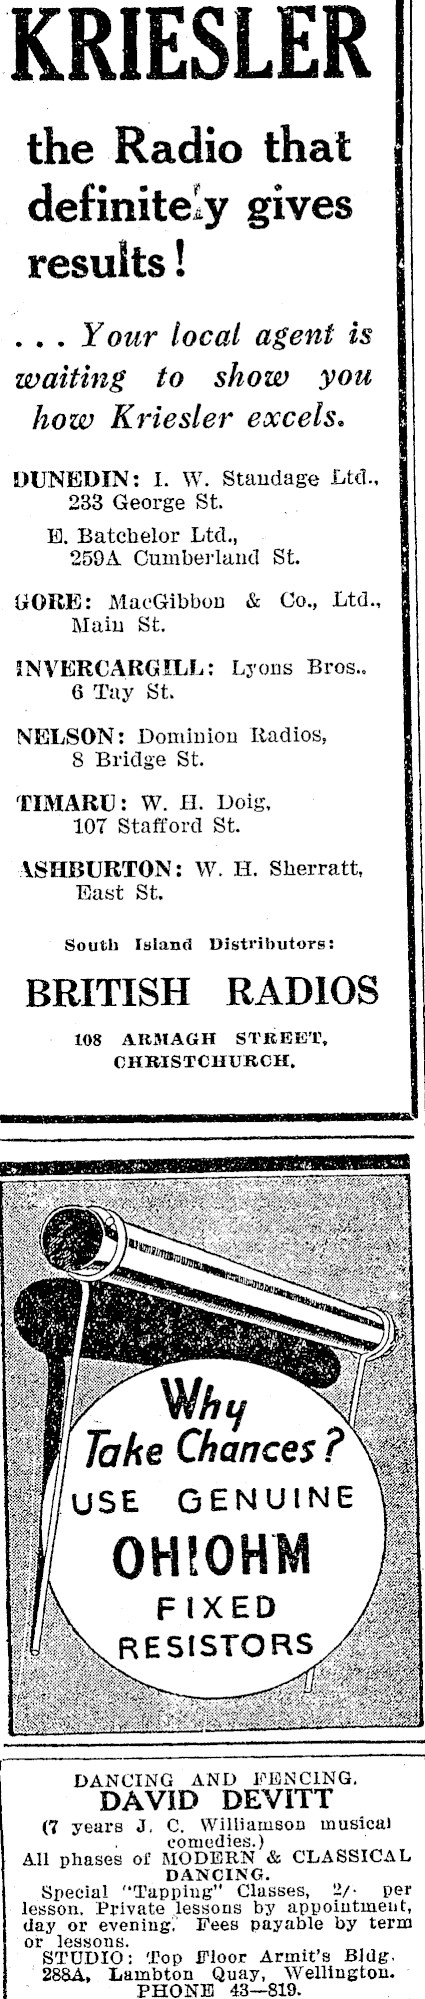 KRIESLER
the Radio that
definitely gives
results!
. . . Your local agent is
waiting to show you
how Kriesler excels.
DUNEDIN: I. W. Standage Ltd.,
233 George St.
E. Batchelor Ltd.,
259A Cumberland St.
GORE: MacGibbon & Co., Ltd.,
Main St.
INVERCARGILL: Lyons Bros.,
6 Tay St.
NELSON: Dominion Radios,
8 Bridge St.
TIMARU: W. H. Doig,
107 Stafford St.
ASHBURTON: W. H. Sherratt,
East St.
South Island Distributors:
BRITISH RADIOS
108 ARMAGH STREET,
CHRISTCHURCH.
Why
Take Chances?
USE GENUINE
OH!OHM
FIXED
RESISTORS
DANCING AND FENCING.
DAVID DEVITT
(7 years J. C. Williamson musical
comedies.)
All phases of MODERN & CLASSICAL
DANCING.
Special "Tapping" Classes, 2/- per
lesson. Private lessons by appointment,
day or evening. Fees payable by term
or lessons.
STUDIO: Top Floor Armit's Bldg.
288A, Lambton Quay, Wellington.
PHONE 43—819.